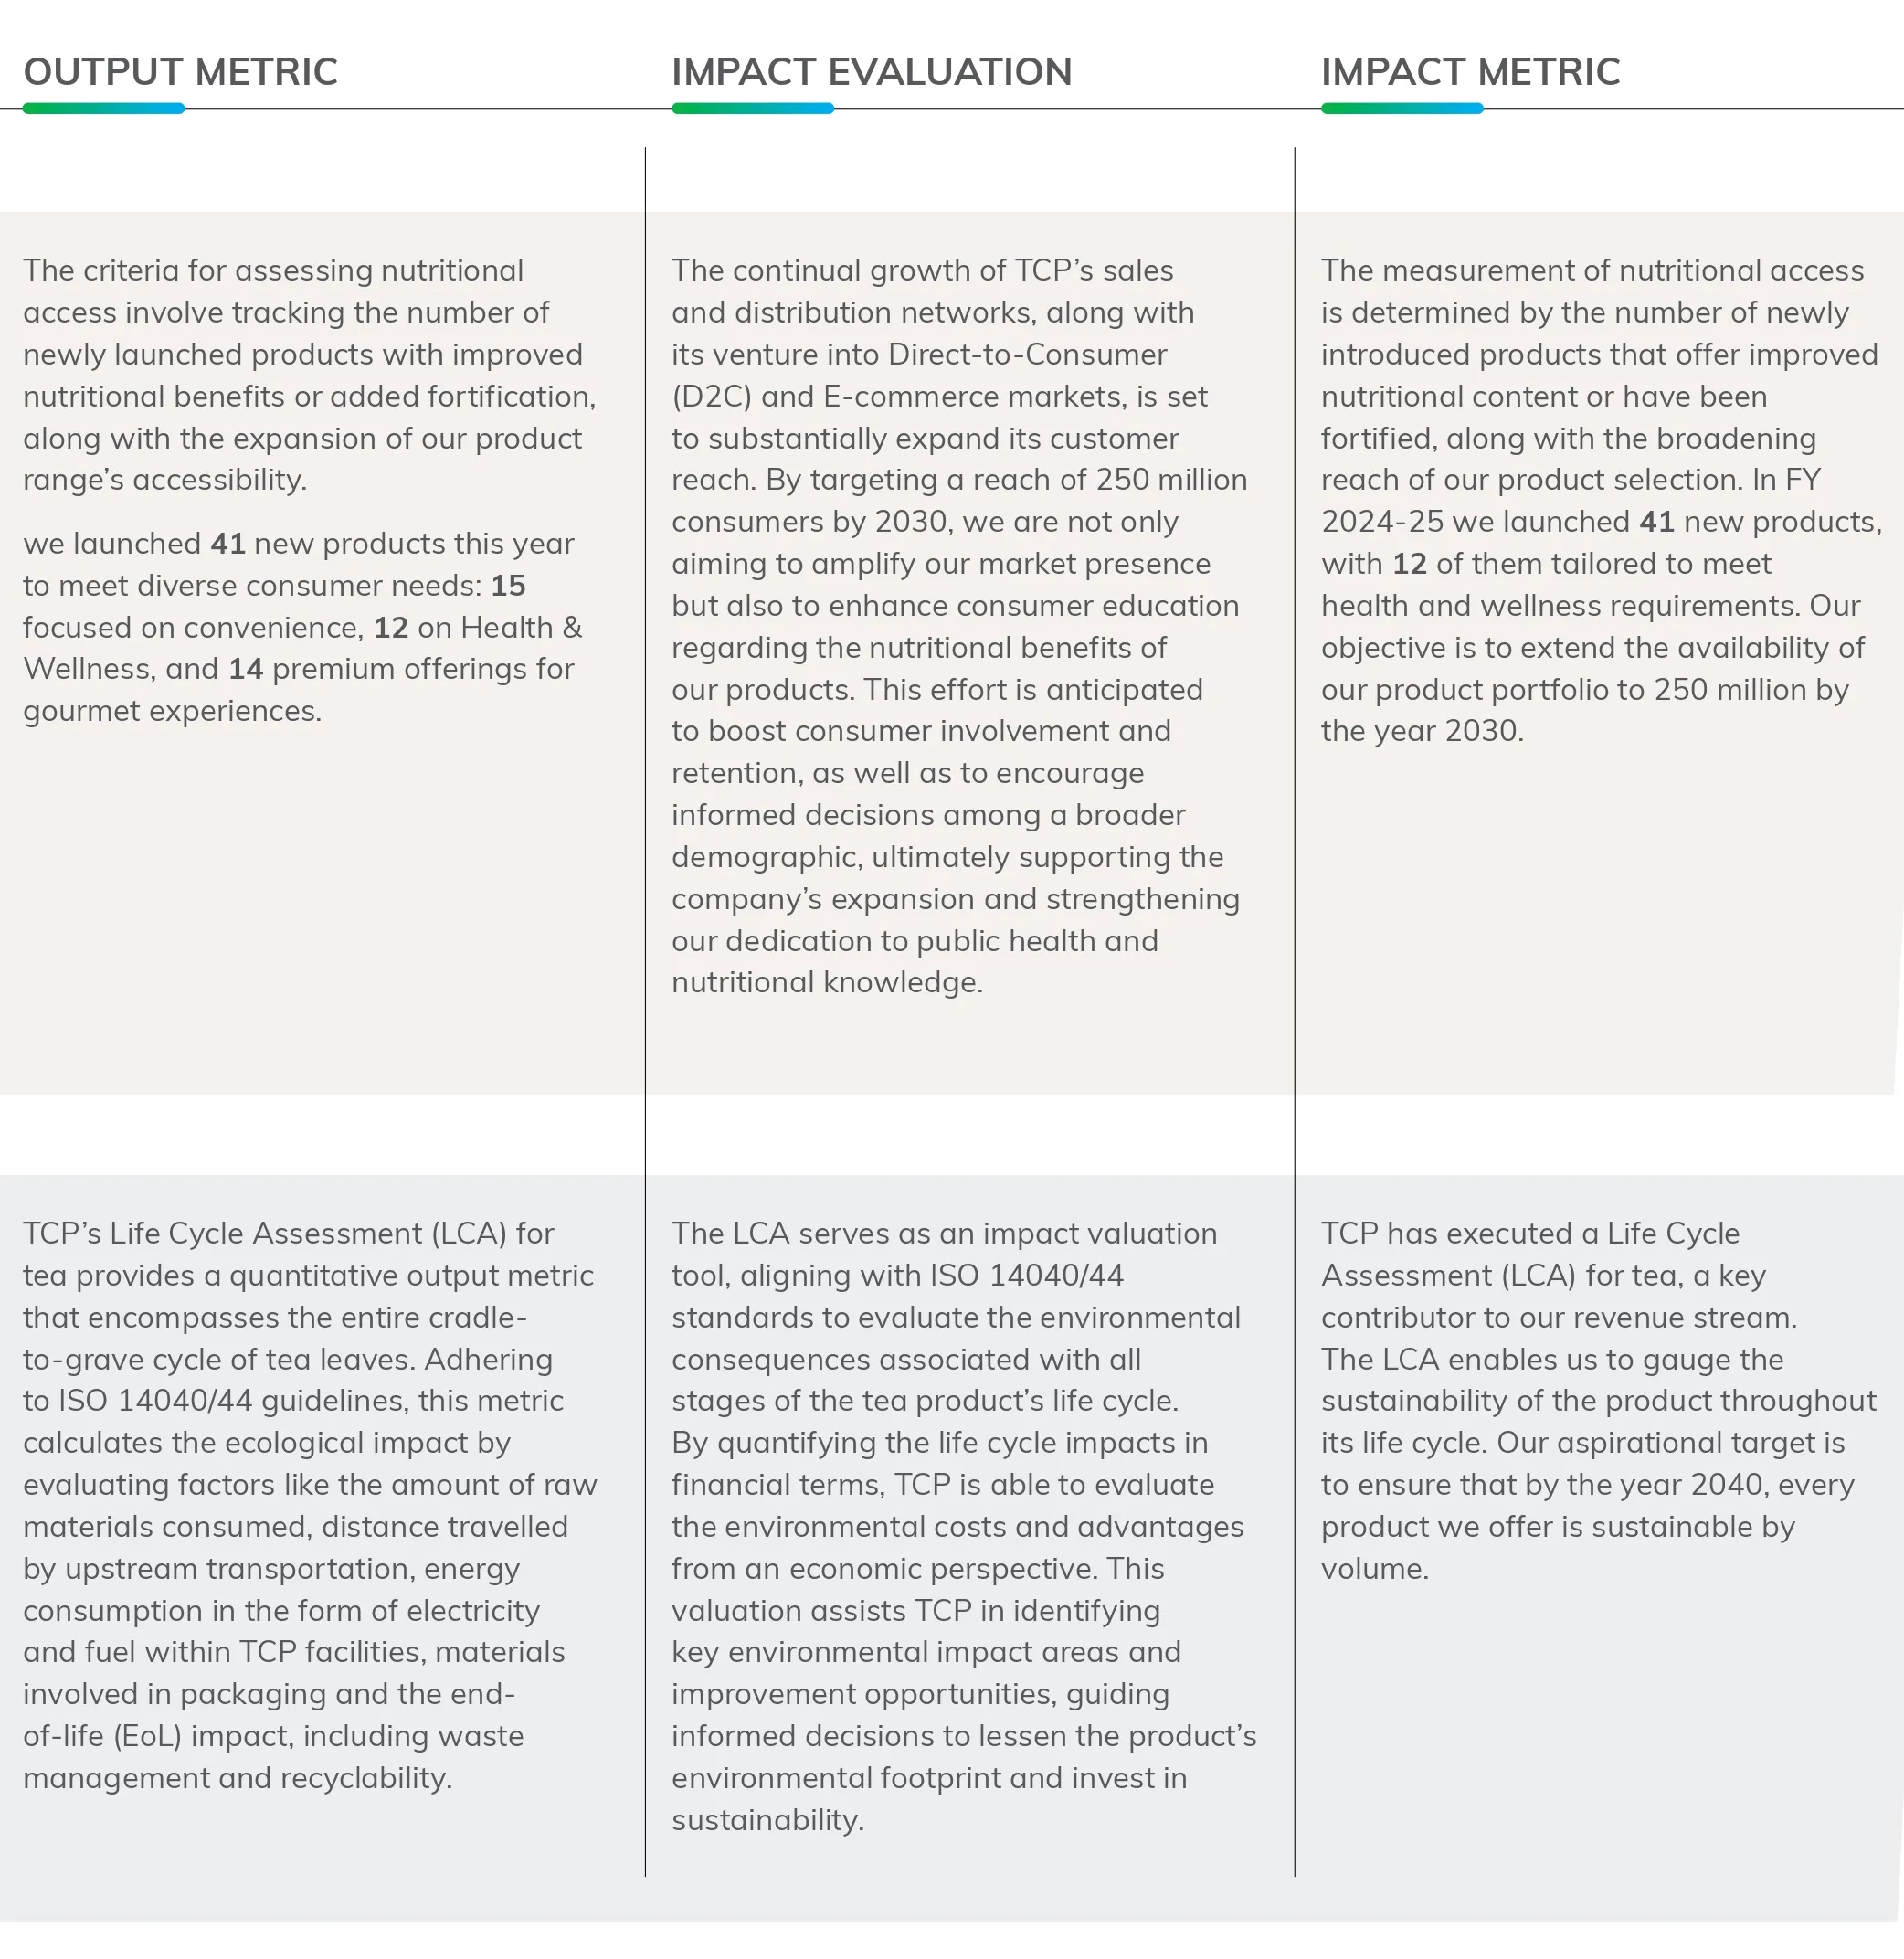 OUTPUT METRIC
IMPACT EVALUATION
IMPACT METRIC
The criteria for assessing nutritional
access involve tracking the number of
newly launched products with improved
nutritional benefits or added fortification,
along with the expansion of our product
range’s accessibility.
we launched 41 new products this year
to meet diverse consumer needs: 15
focused on convenience, 12 on Health &
Wellness, and 14 premium offerings for
gourmet experiences.
The continual growth of TCP’s sales
and distribution networks, along with
its venture into Direct-to-Consumer
(D2C) and E-commerce markets, is set
to substantially expand its customer
reach. By targeting a reach of 250 million
consumers by 2030, we are not only
aiming to amplify our market presence
but also to enhance consumer education
regarding the nutritional benefits of
our products. This effort is anticipated
to boost consumer involvement and
retention, as well as to encourage
informed decisions among a broader
demographic, ultimately supporting the
company’s expansion and strengthening
our dedication to public health and
nutritional knowledge.
The measurement of nutritional access
is determined by the number of newly
introduced products that offer improved
nutritional content or have been
fortified, along with the broadening
reach of our product selection. In FY
2024-25 we launched 41 new products,
with 12 of them tailored to meet
health and wellness requirements. Our
objective is to extend the availability of
our product portfolio to 250 million by
the year 2030.
TCP’s Life Cycle Assessment (LCA) for
tea provides a quantitative output metric
that encompasses the entire cradle-
to-grave cycle of tea leaves. Adhering
to ISO 14040/44 guidelines, this metric
calculates the ecological impact by
evaluating factors like the amount of raw
materials consumed, distance travelled
by upstream transportation, energy
consumption in the form of electricity
and fuel within TCP facilities, materials
involved in packaging and the end-
of-life (EoL) impact, including waste
management and recyclability.
The LCA serves as an impact valuation
tool, aligning with ISO 14040/44
standards to evaluate the environmental
consequences associated with all
stages of the tea product’s life cycle.
By quantifying the life cycle impacts in
financial terms, TCP is able to evaluate
the environmental costs and advantages
from an economic perspective. This
valuation assists TCP in identifying
key environmental impact areas and
improvement opportunities, guiding
informed decisions to lessen the product’s
environmental footprint and invest in
sustainability.
TCP has executed a Life Cycle
Assessment (LCA) for tea, a key
contributor to our revenue stream.
The LCA enables us to gauge the
sustainability of the product throughout
its life cycle. Our aspirational target is
to ensure that by the year 2040, every
product we offer is sustainable by
volume.